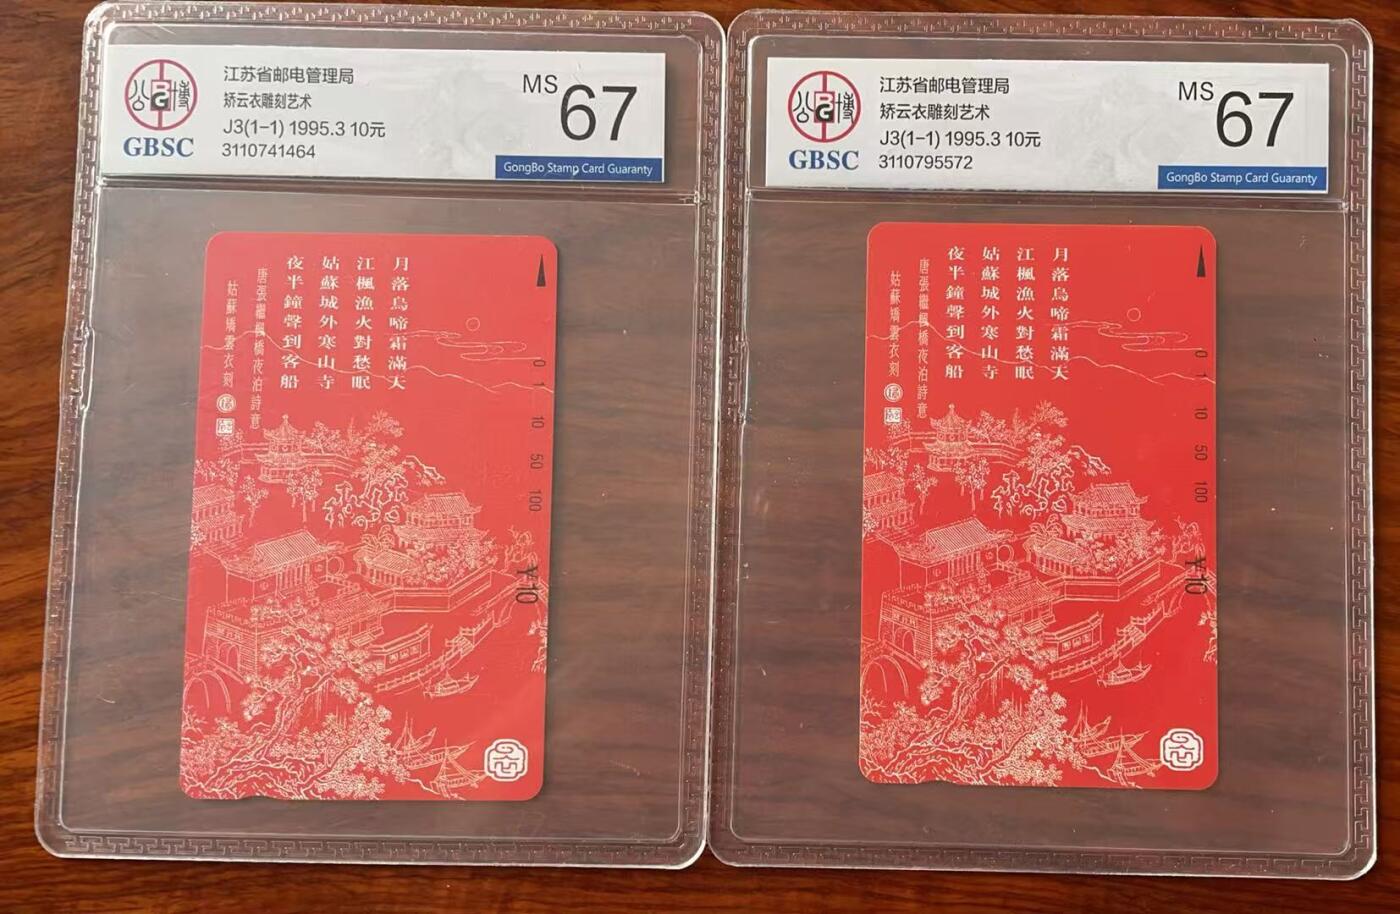 公博
GBSC
江苏省邮电管理局
矫云衣雕刻艺术
J3(1-1) 1995.3 10元
3110741464
MS 67
GongBo Stamp Card Guaranty
月落烏啼霜滿天
江楓漁火對愁眠
姑蘇城外寒山寺
夜半鐘聲到客船
唐張繼楓橋夜泊詩意
姑蘇矯雲衣刻
0 1 10 50 100
¥10
公博
GBSC
江苏省邮电管理局
矫云衣雕刻艺术
J3(1-1) 1995.3 10元
3110795572
MS 67
GongBo Stamp Card Guaranty
月落烏啼霜滿天
江楓漁火對愁眠
姑蘇城外寒山寺
夜半鐘聲到客船
唐張繼楓橋夜泊詩意
姑蘇矯雲衣刻
0 1 10 50 100
¥10